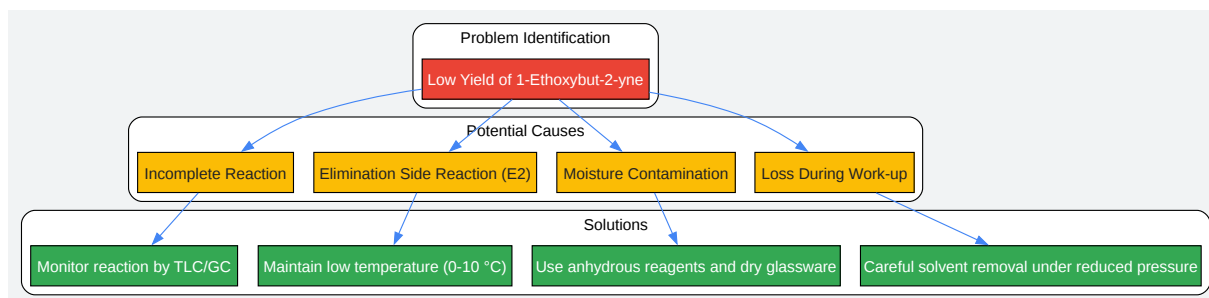 Problem Identification
Low Yield of 1-Ethoxybut-2-yne
Potential Causes
Incomplete Reaction
Elimination Side Reaction (E2)
Moisture Contamination
Loss During Work-up
Solutions
Monitor reaction by TLC/GC
Maintain low temperature (0-10 °C)
Use anhydrous reagents and dry glassware
Careful solvent removal under reduced pressure